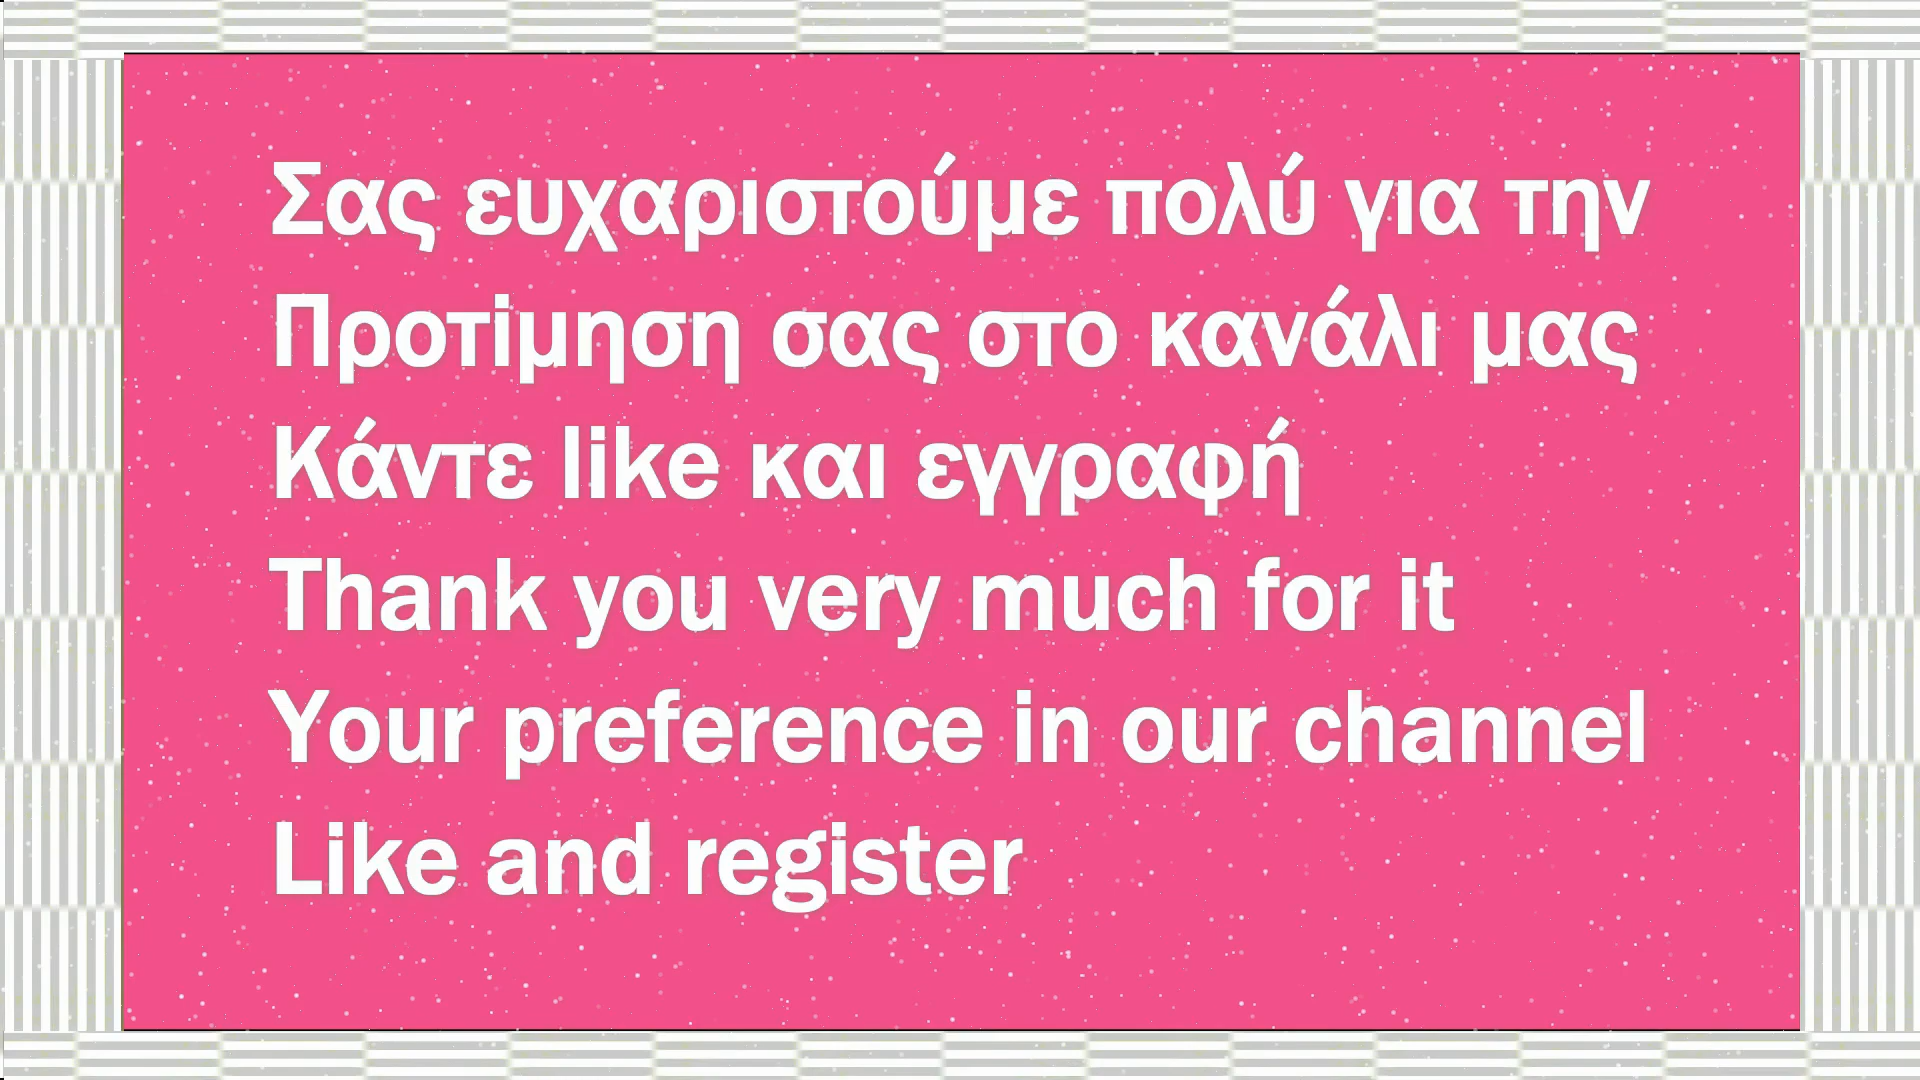 Σας ευχαριστούμε πολύ για την
Προτiμηση σας στο κανάλι μας
Κάντε like και εγγραφή
Thank you very much for it
Your preference in our channel
Like and register